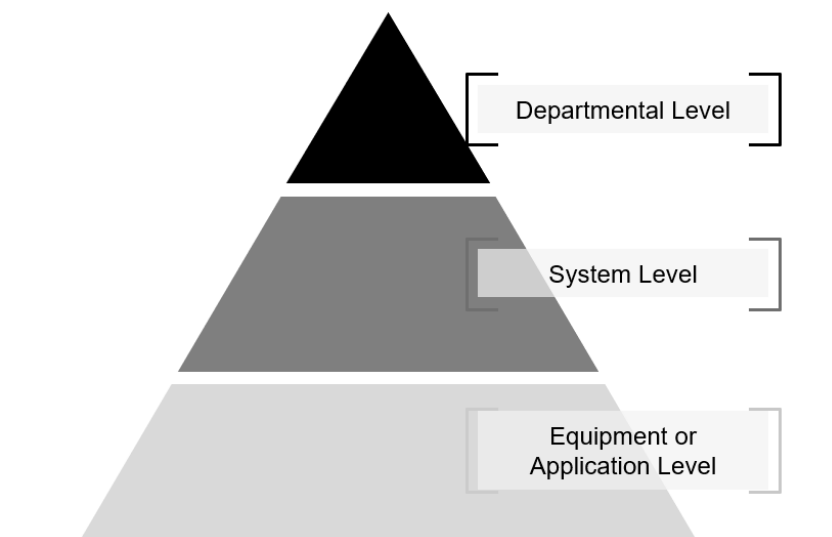 Departmental Level
System Level
Equipment or
Application Level